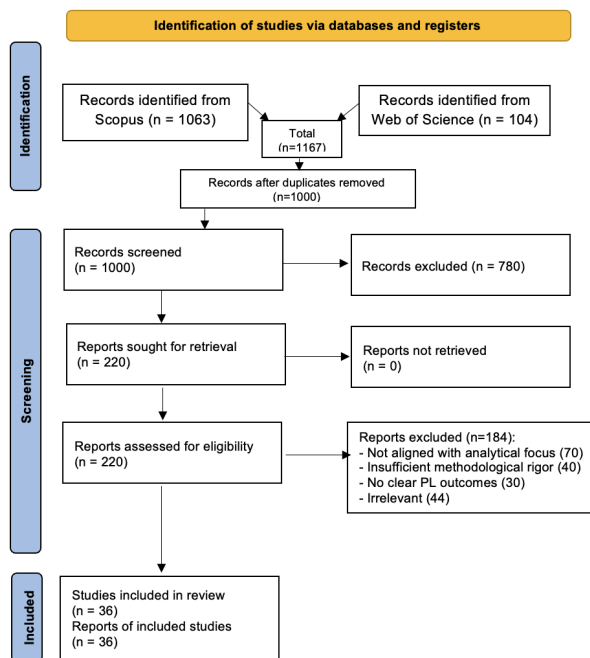 Identification of studies via databases and registers
Identification
Records identified from
Scopus (n = 1063)
Records identified from
Web of Science (n = 104)
Total
(n=1167)
Records after duplicates removed
(n=1000)
Screening
Records screened
(n = 1000)
Records excluded (n = 780)
Reports sought for retrieval
(n = 220)
Reports not retrieved
(n = 0)
Reports assessed for eligibility
(n = 220)
Reports excluded (n=184):
- Not aligned with analytical focus (70)
- Insufficient methodological rigor (40)
- No clear PL outcomes (30)
- Irrelevant (44)
Included
Studies included in review
(n = 36)
Reports of included studies
(n = 36)